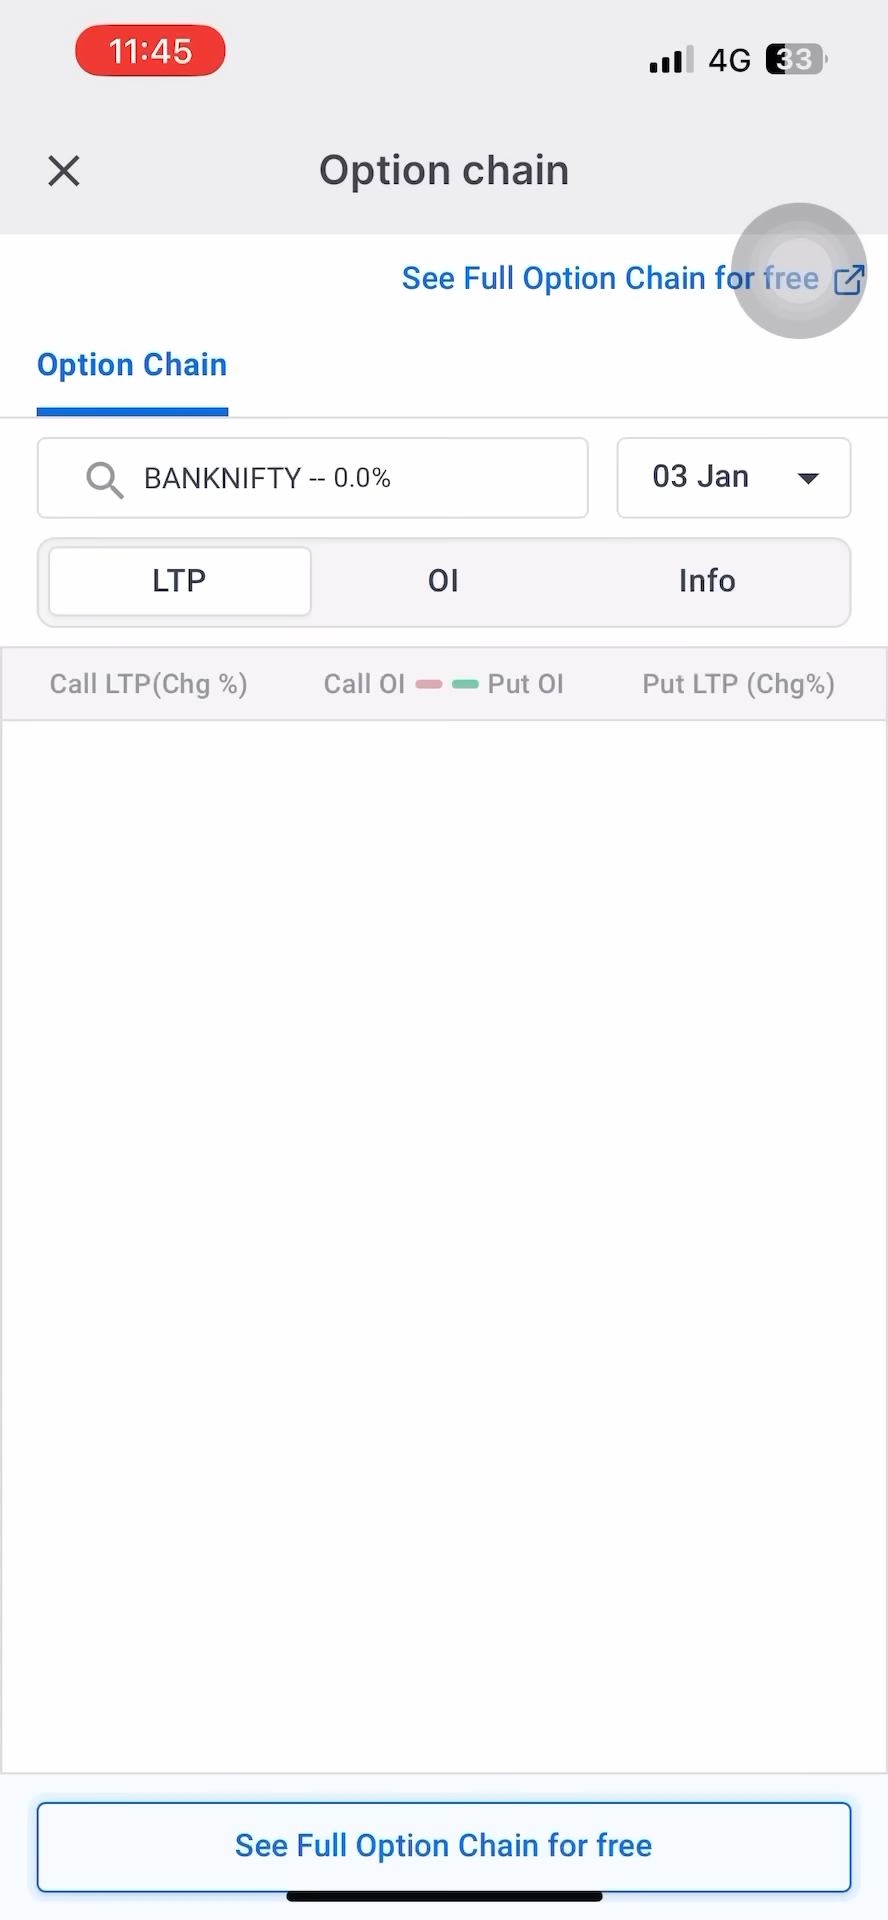 11:45
4G 33
Option chain
See Full Option Chain for free
Option Chain
BANKNIFTY -- 0.0%
03 Jan
LTP OI Info
Call LTP(Chg %) Call OI Put OI Put LTP (Chg%)
See Full Option Chain for free